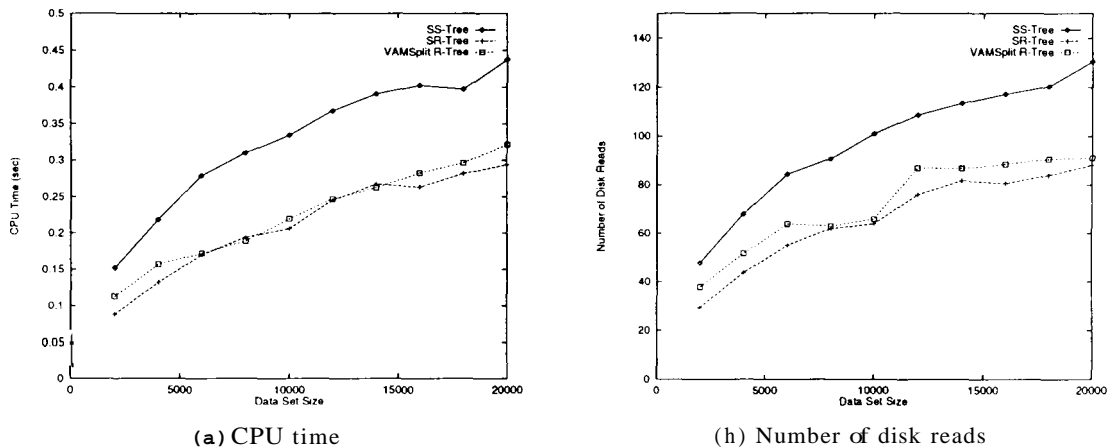 0.5
0.45
0.4
0.35
0.3
0.25
0.2
0.15
0.1
0.05
0
CPU Time (sec)
SS-Tree
SR-Tree
VAMSplit R-Tree
0
5000
10000
15000
20000
Data Set Size
(a) CPU time
140
120
100
80
60
40
20
0
Number of Disk Reads
SS-Tree
SR-Tree
VAMSplit R-Tree
0
5000
10000
15000
20000
Data Set Size
(h) Number of disk reads